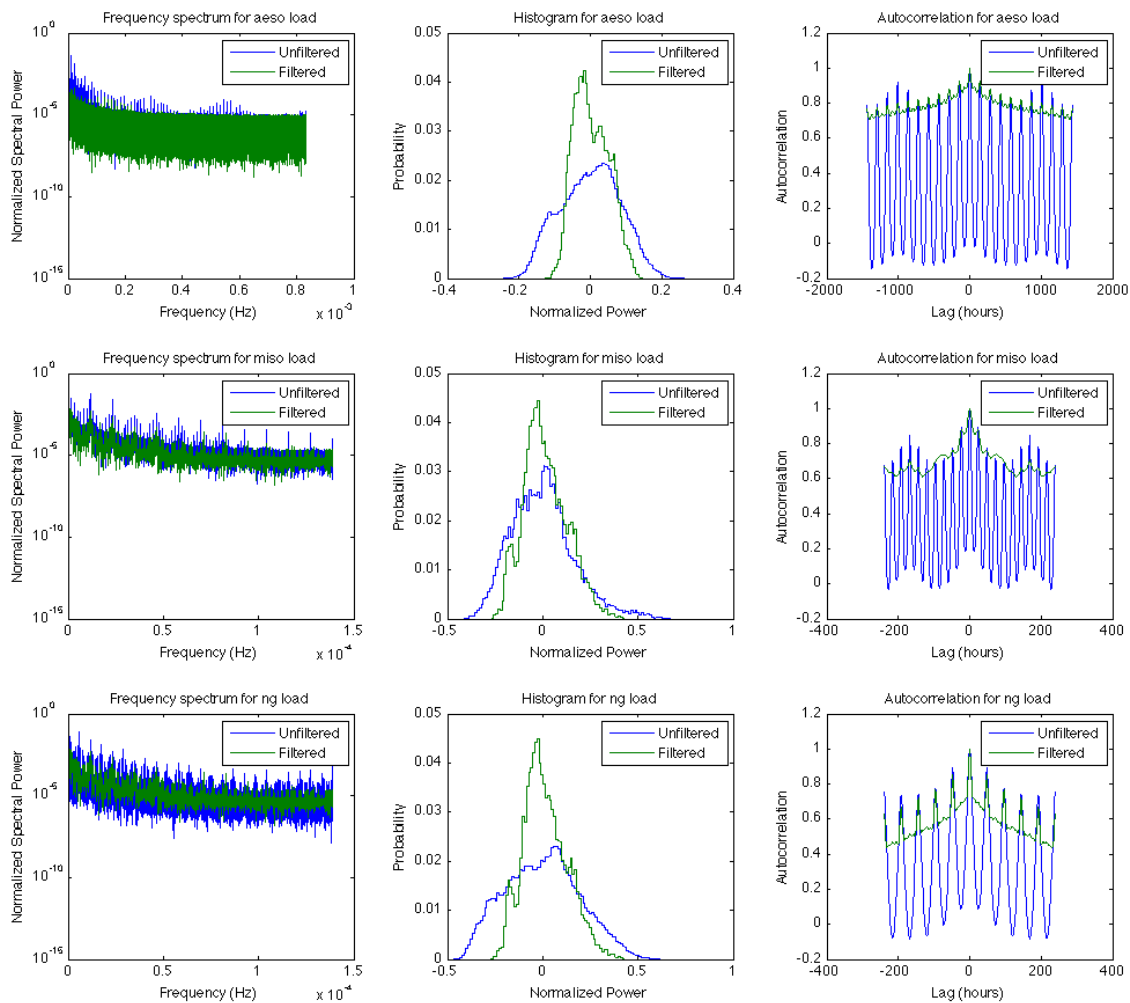 Frequency spectrum for aeso load
10^0
10^-5
10^-10
10^-15
Normalized Spectral Power
Unfiltered
Filtered
0 0.2 0.4 0.6 0.8 1
x 10^-3
Frequency (Hz)
Histogram for aeso load
0.05
0.04
0.03
0.02
0.01
0
Probability
Unfiltered
Filtered
-0.4 -0.2 0 0.2 0.4
Normalized Power
Autocorrelation for aeso load
1.2
1
0.8
0.6
0.4
0.2
0
-0.2
Autocorrelation
Unfiltered
Filtered
-2000 -1000 0 1000 2000
Lag (hours)
Frequency spectrum for miso load
10^0
10^-5
10^-10
10^-15
Normalized Spectral Power
Unfiltered
Filtered
0 0.5 1 1.5
x 10^-4
Frequency (Hz)
Histogram for miso load
0.05
0.04
0.03
0.02
0.01
0
Probability
Unfiltered
Filtered
-0.5 0 0.5 1
Normalized Power
Autocorrelation for miso load
1.2
1
0.8
0.6
0.4
0.2
0
-0.2
Autocorrelation
Unfiltered
Filtered
-400 -200 0 200 400
Lag (hours)
Frequency spectrum for ng load
10^0
10^-5
10^-10
10^-15
Normalized Spectral Power
Unfiltered
Filtered
0 0.5 1 1.5
x 10^-4
Frequency (Hz)
Histogram for ng load
0.05
0.04
0.03
0.02
0.01
0
Probability
Unfiltered
Filtered
-0.5 0 0.5 1
Normalized Power
Autocorrelation for ng load
1.2
1
0.8
0.6
0.4
0.2
0
-0.2
Autocorrelation
Unfiltered
Filtered
-400 -200 0 200 400
Lag (hours)